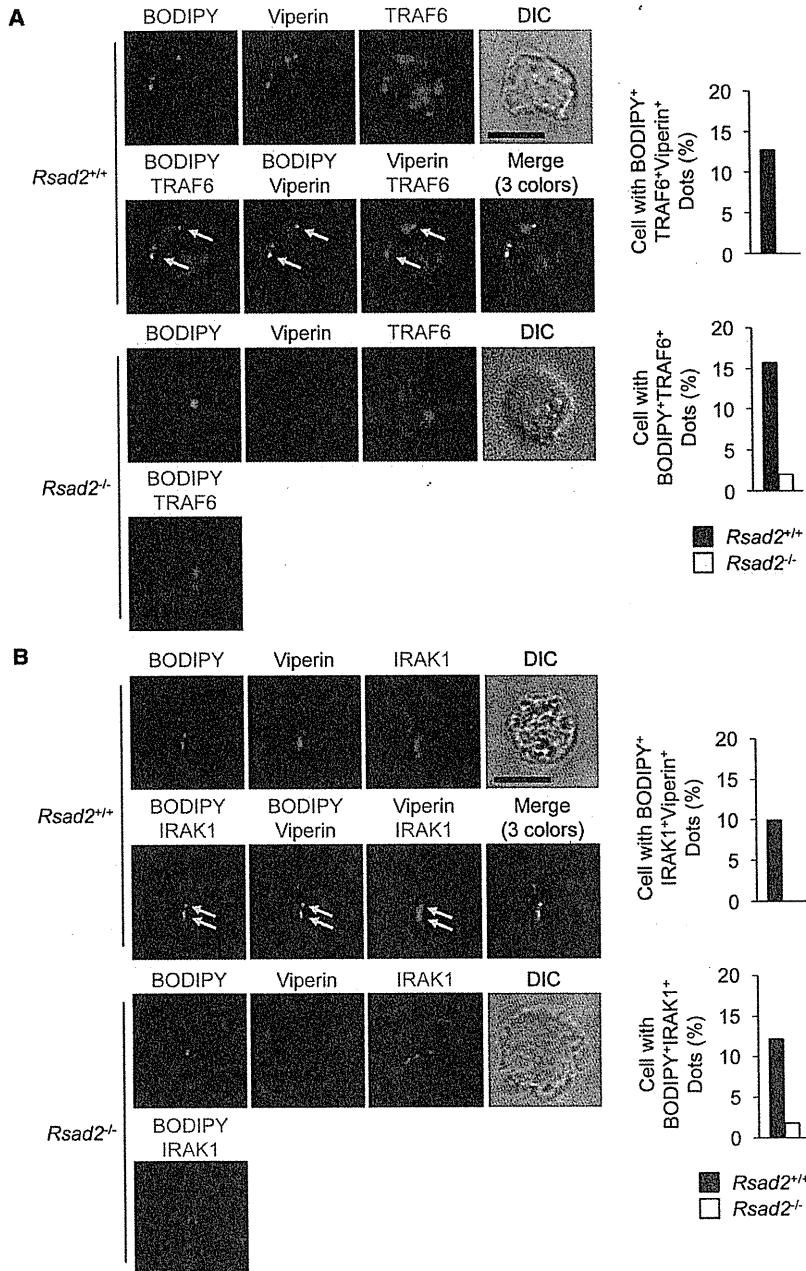 A
BODIPY Viperin TRAF6 DIC
Rsad2+/+
BODIPY TRAF6
BODIPY Viperin
Viperin TRAF6
Merge (3 colors)
BODIPY Viperin TRAF6 DIC
Rsad2-/-
BODIPY TRAF6
Cell with BODIPY+
TRAF6+Viperin+
Dots (%)
20
15
10
5
0
Cell with
BODIPY+TRAF6+
Dots (%)
20
15
10
5
0
Rsad2+/+
Rsad2-/-
B
BODIPY Viperin IRAK1 DIC
Rsad2+/+
BODIPY IRAK1
BODIPY Viperin
Viperin IRAK1
Merge (3 colors)
BODIPY Viperin IRAK1 DIC
Rsad2-/-
BODIPY IRAK1
Cell with BODIPY+
IRAK1+Viperin+
Dots (%)
20
15
10
5
0
Cell with
BODIPY+IRAK1+
Dots (%)
20
15
10
5
0
Rsad2+/+
Rsad2-/-